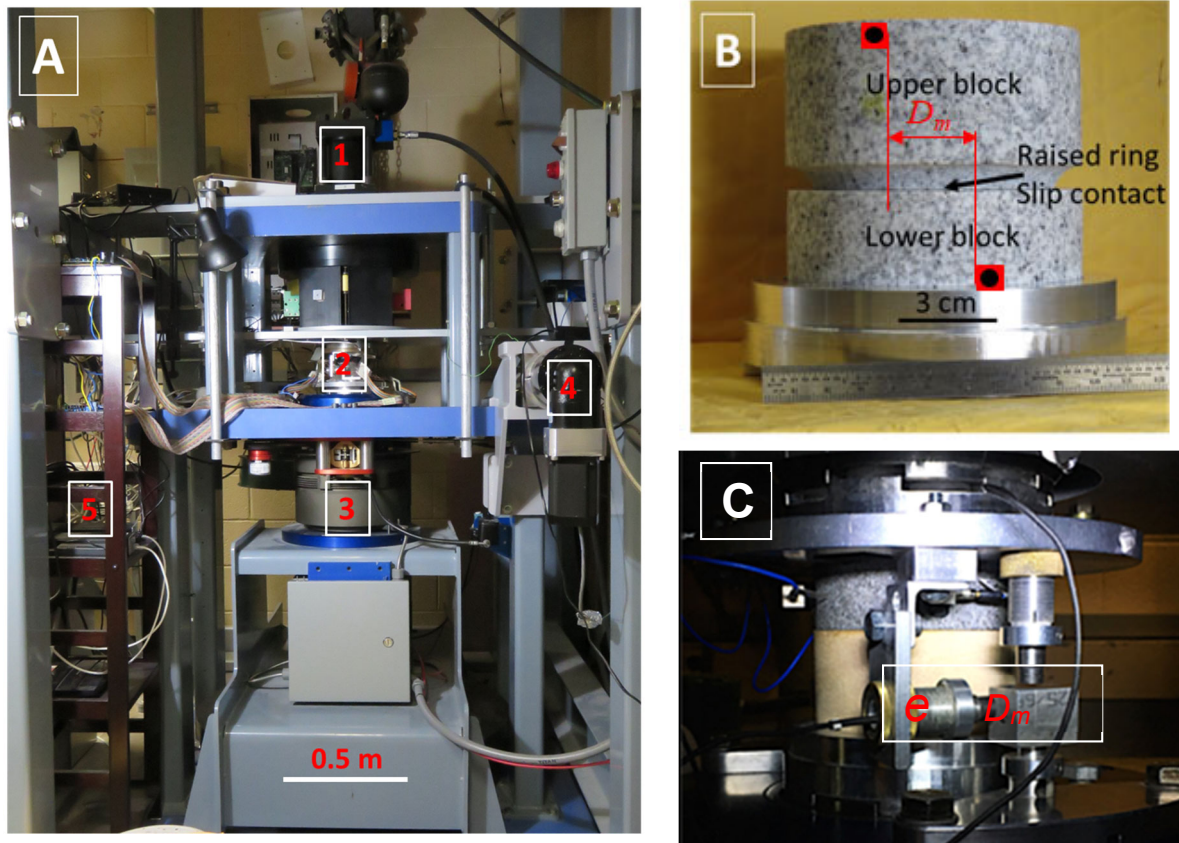 A
1
2
3
4
5
0.5 m
B
Upper block
Dm
Raised ring
Slip contact
Lower block
3 cm
C
e
Dm